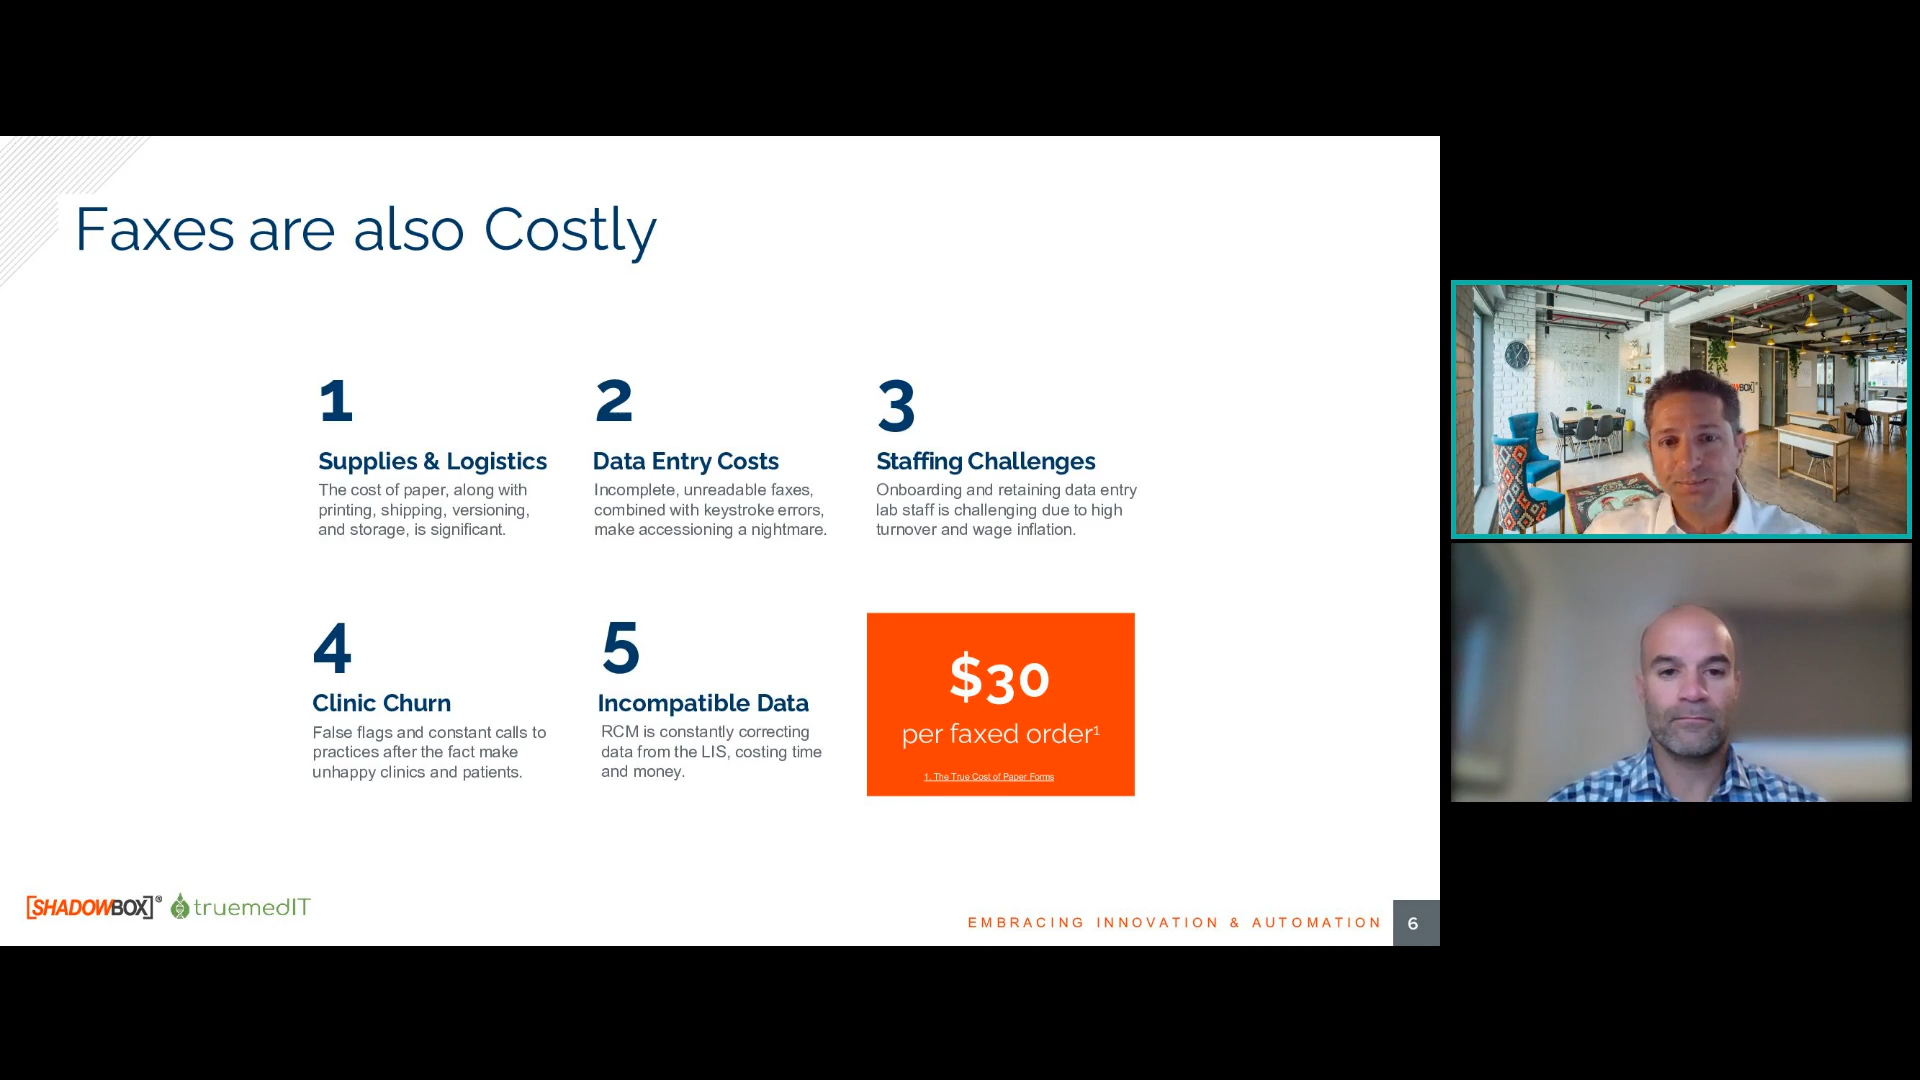 Faxes are also Costly
1
Supplies & Logistics
The cost of paper, along with
printing, shipping, versioning,
and storage, is significant.
2
Data Entry Costs
Incomplete, unreadable faxes,
combined with keystroke errors,
make accessioning a nightmare.
3
Staffing Challenges
Onboarding and retaining data entry
lab staff is challenging due to high
turnover and wage inflation.
4
Clinic Churn
False flags and constant calls to
practices after the fact make
unhappy clinics and patients.
5
Incompatible Data
RCM is constantly correcting
data from the LIS, costing time
and money.
$30
per faxed order¹
1. The True Cost of Paper Forms
[SHADOWBOX]® truemedIT
EMBRACING INNOVATION & AUTOMATION 6